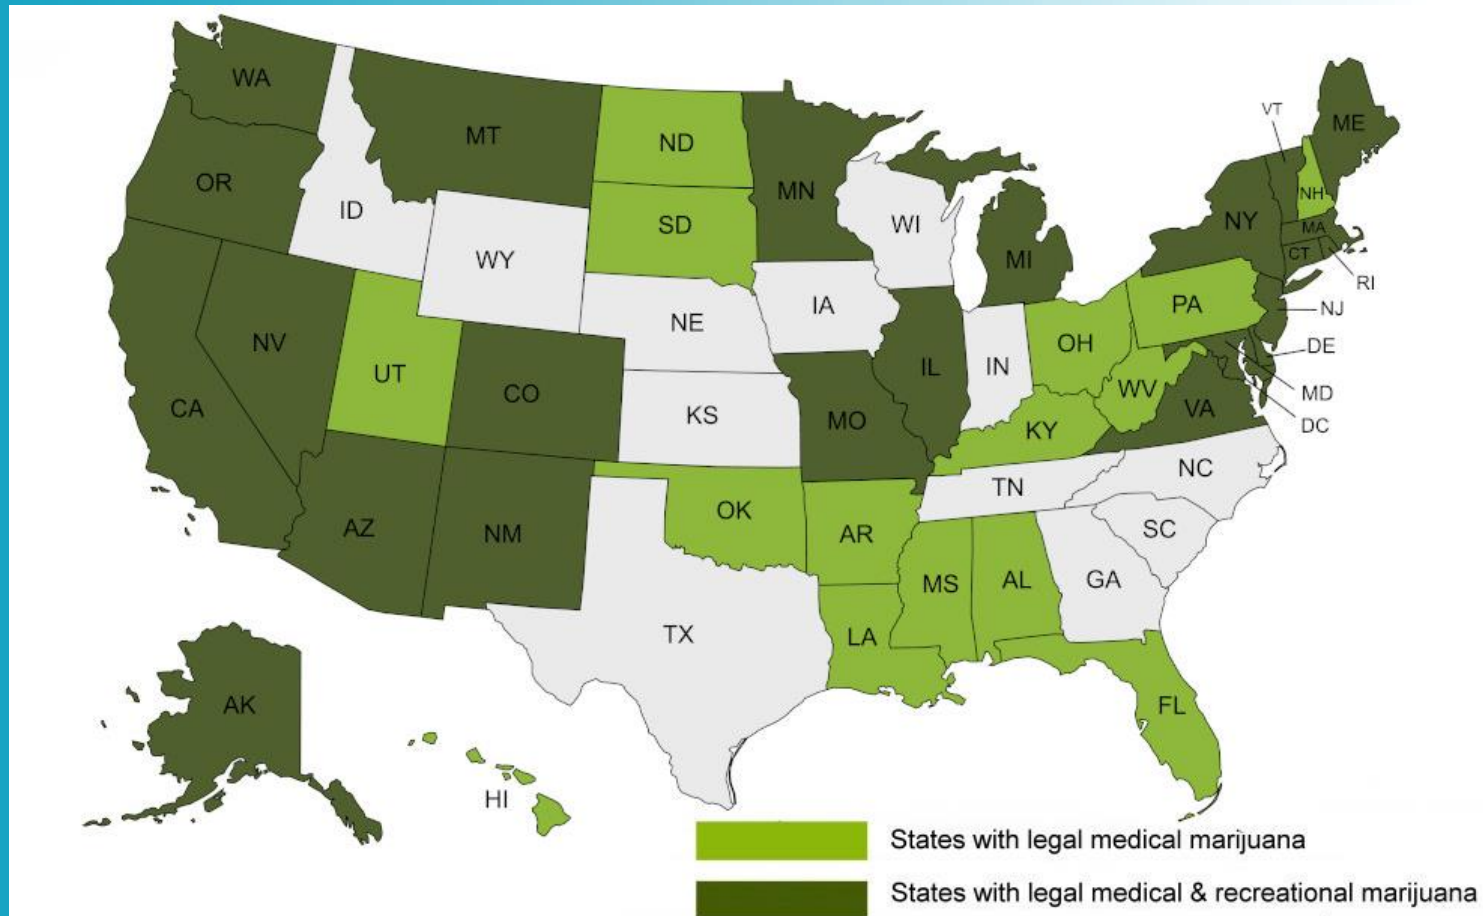 WA
MT
ND
MN
VT
ME
OR
ID
SD
WI
NH
NY
MA
WY
MI
CT
RI
IA
PA
NJ
NE
NV
OH
DE
UT
IL
IN
WV
MD
CO
CA
KS
MO
KY
VA
DC
NC
TN
OK
AZ
NM
AR
SC
MS
AL
GA
TX
LA
AK
FL
HI
States with legal medical marijuana
States with legal medical & recreational marijuana